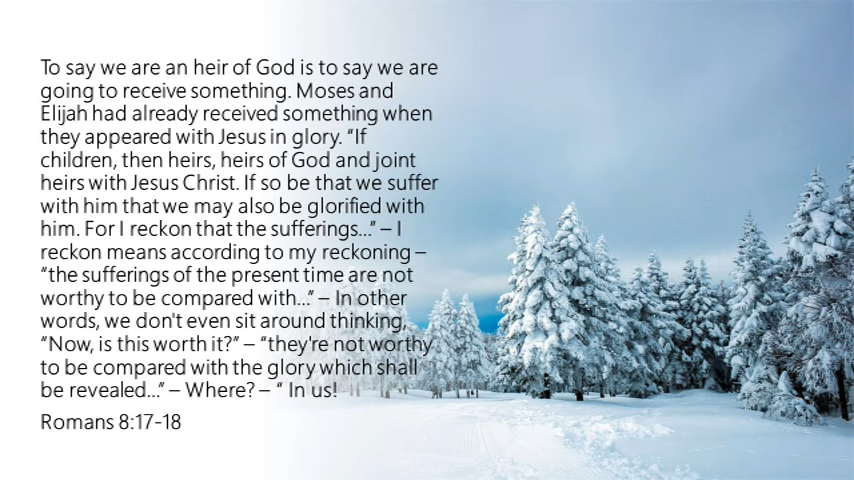 To say we are an heir of God is to say we are
going to receive something. Moses and
Elijah had already received something when
they appeared with Jesus in glory. “If
children, then heirs, heirs of God and joint
heirs with Jesus Christ. If so be that we suffer
with him that we may also be glorified with
him. For I reckon that the sufferings...” – I
reckon means according to my reckoning –
“the sufferings of the present time are not
worthy to be compared with...” – In other
words, we don't even sit around thinking,
“Now, is this worth it?” – “they're not worthy
to be compared with the glory which shall
be revealed...” – Where? – “ In us!
Romans 8:17-18